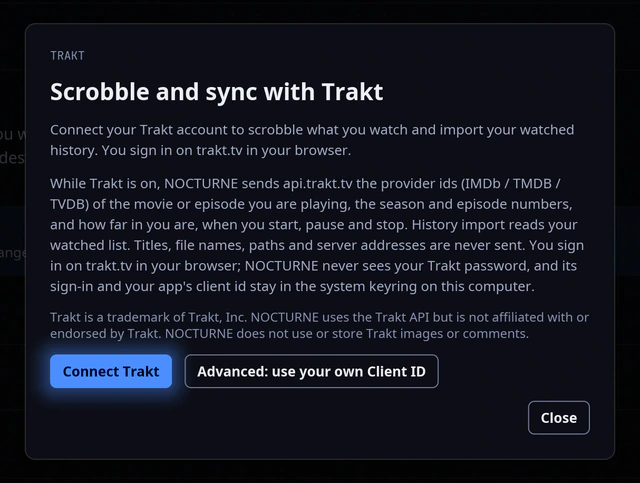 TRAKT
Scrobble and sync with Trakt
Connect your Trakt account to scrobble what you watch and import your watched
history. You sign in on trakt.tv in your browser.
While Trakt is on, NOCTURNE sends api.trakt.tv the provider ids (IMDb / TMDB /
TVDB) of the movie or episode you are playing, the season and episode numbers,
and how far in you are, when you start, pause and stop. History import reads your
watched list. Titles, file names, paths and server addresses are never sent. You sign
in on trakt.tv in your browser; NOCTURNE never sees your Trakt password, and its
sign-in and your app's client id stay in the system keyring on this computer.
Trakt is a trademark of Trakt, Inc. NOCTURNE uses the Trakt API but is not affiliated with or
endorsed by Trakt. NOCTURNE does not use or store Trakt images or comments.
Connect Trakt
Advanced: use your own Client ID
Close